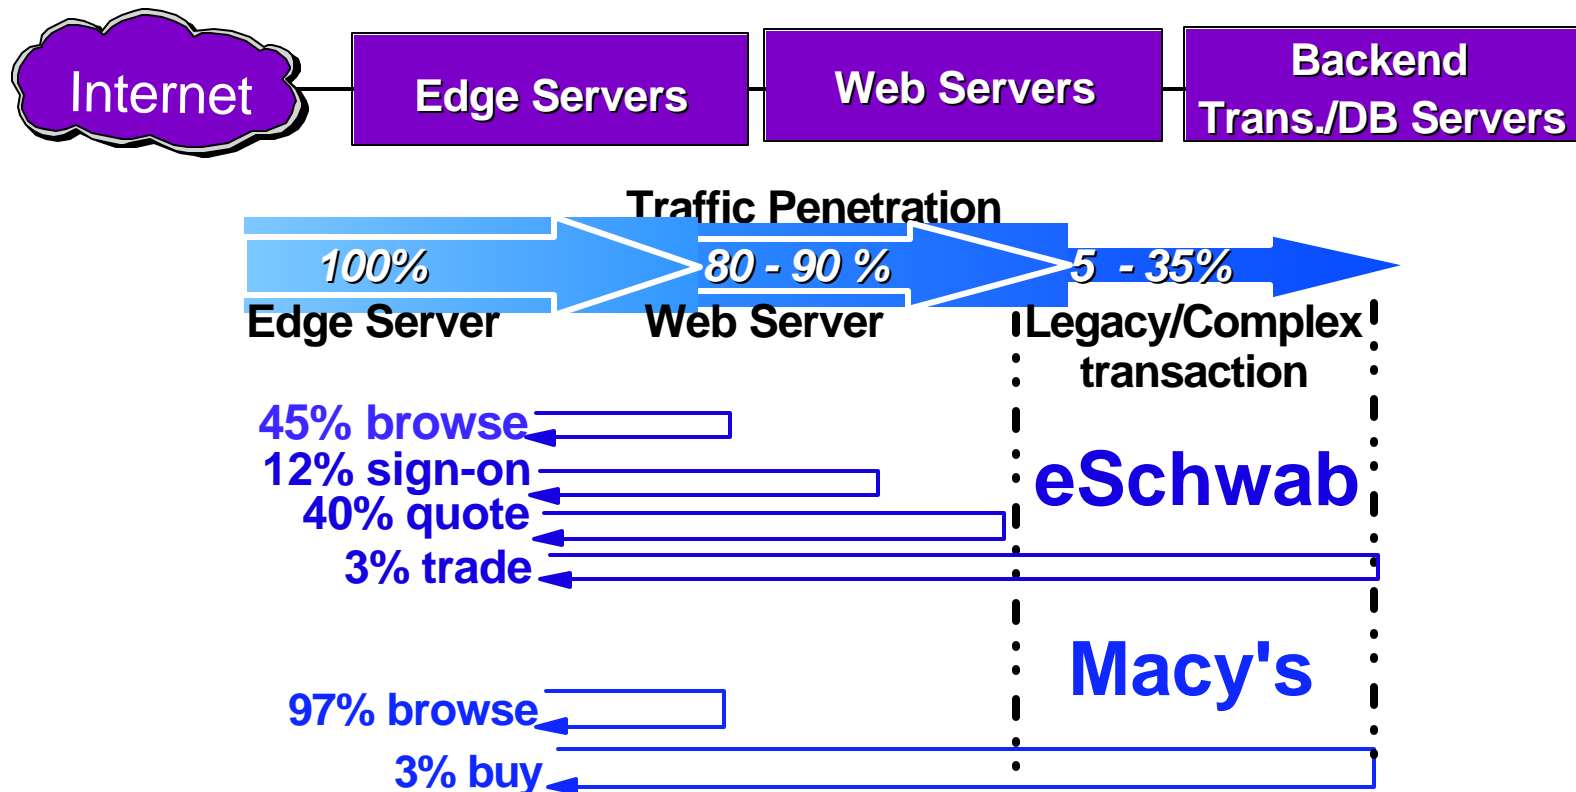 Internet
Edge Servers
Web Servers
Backend
Trans./DB Servers
Traffic Penetration
100%
80 - 90 %
5 - 35%
Edge Server
Web Server
Legacy/Complex
transaction
45% browse
12% sign-on
40% quote
3% trade
eSchwab
Macy's
97% browse
3% buy